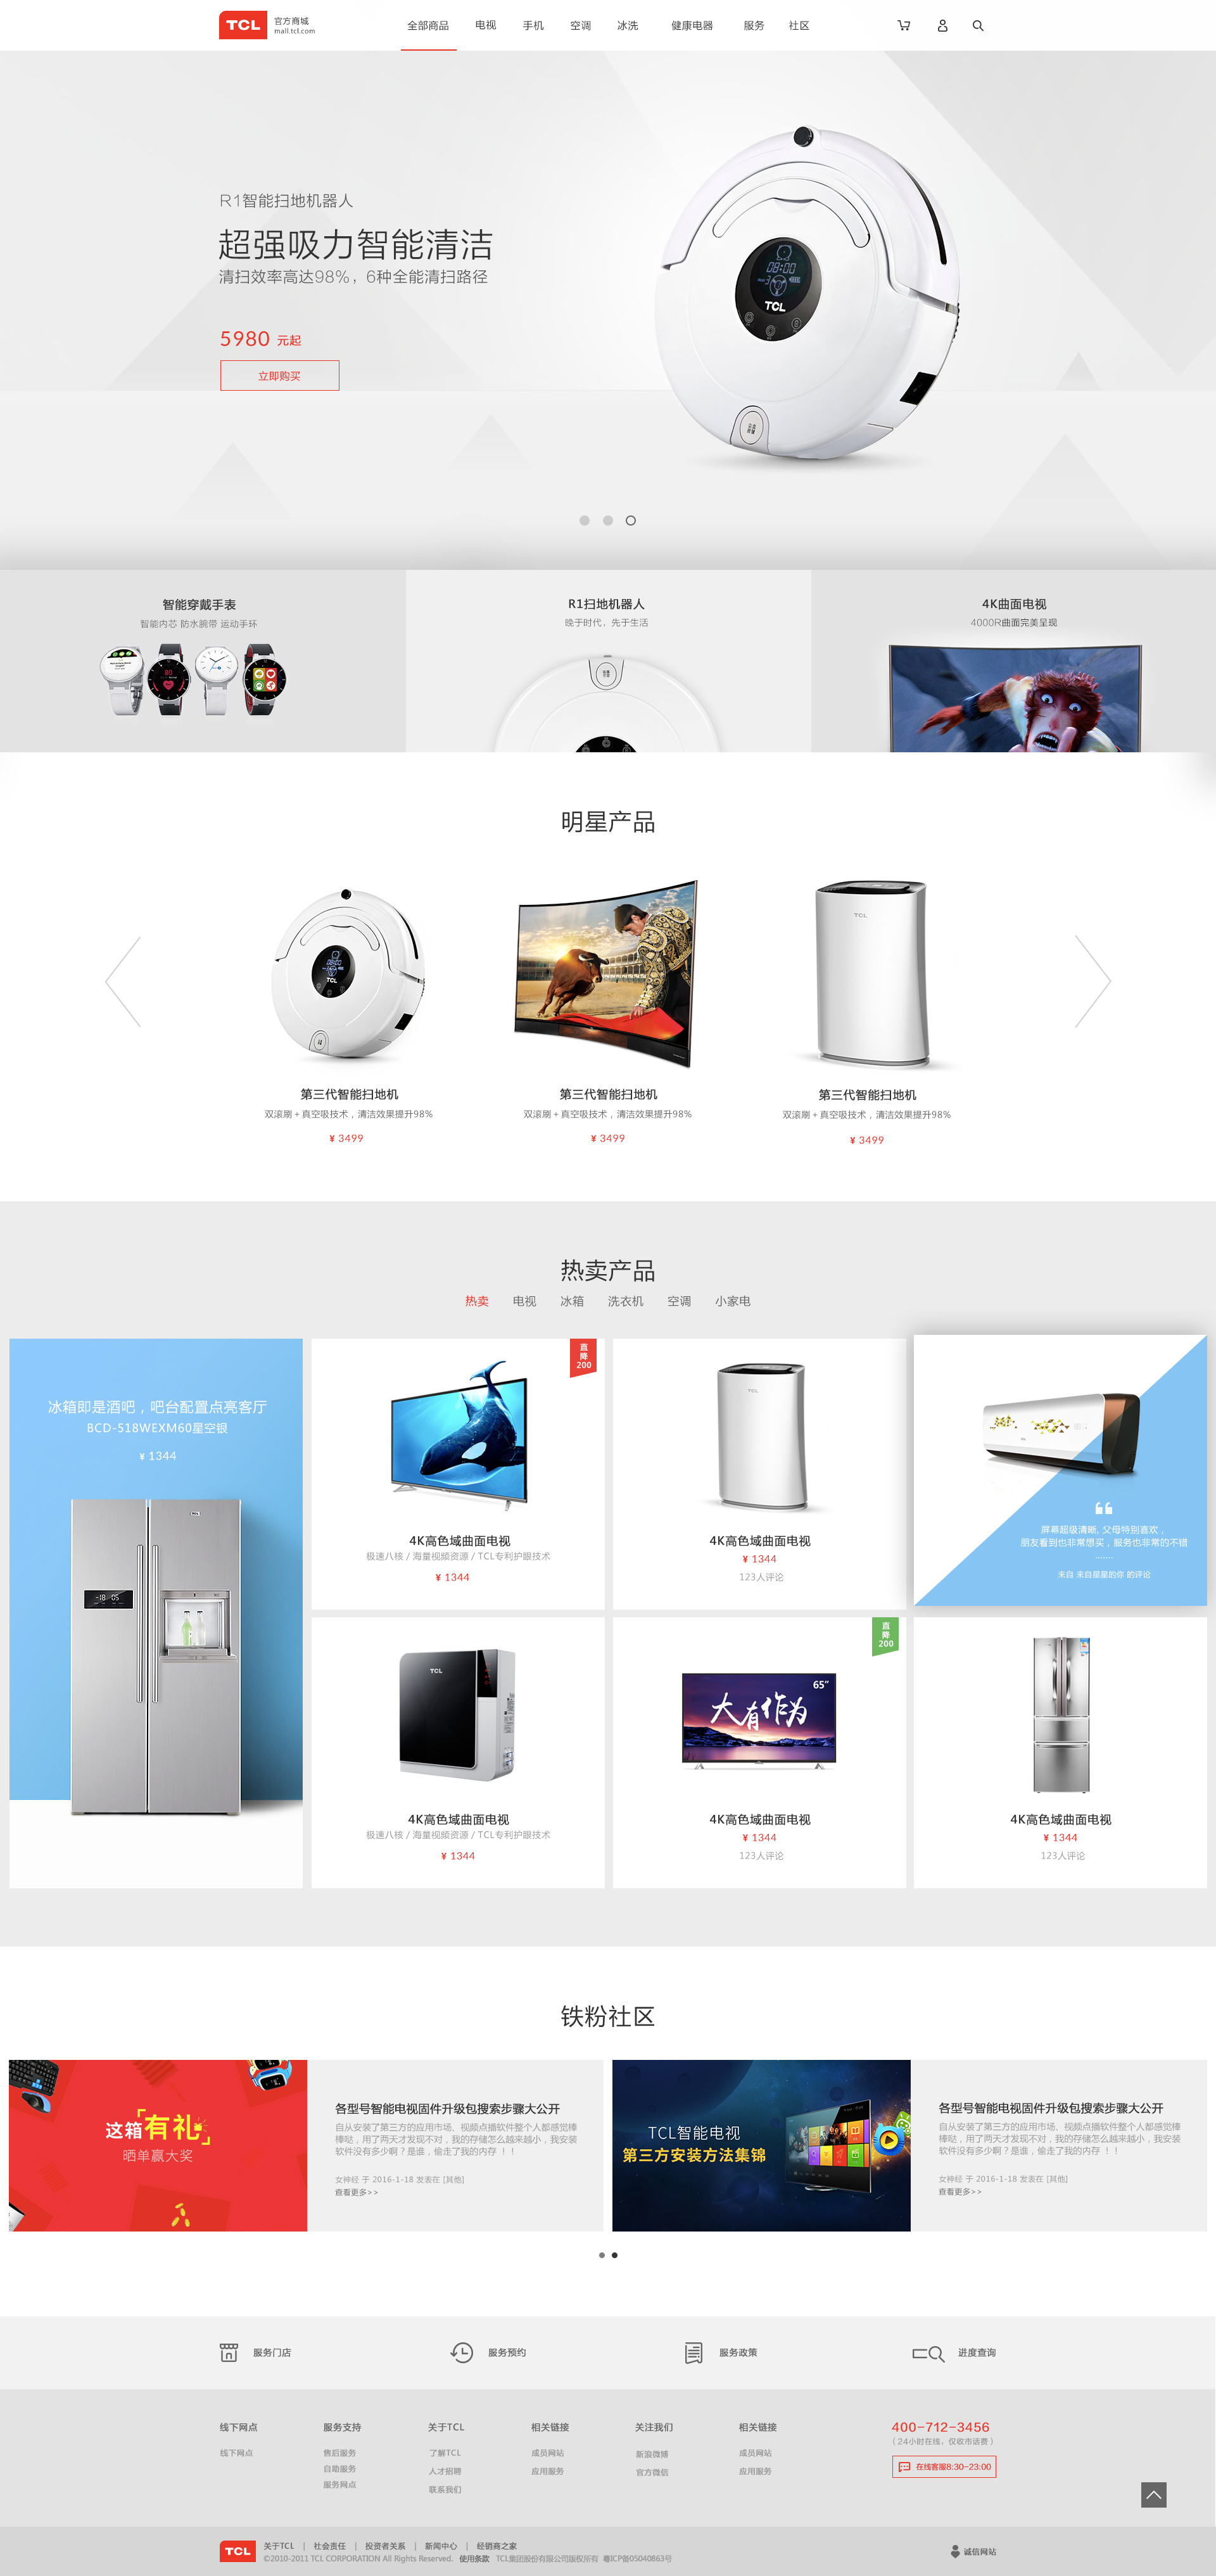 TCL 官方商城
mall.tcl.com
全部商品 电视 手机 空调 冰洗 健康电器 服务 社区
R1智能扫地机器人
超强吸力智能清洁
清扫效率高达98%，6种全能清扫路径
5980 元起
立即购买
08:00
TCL
智能穿戴手表
智能内芯 防水腕带 运动手环
R1扫地机器人
晚于时代，先于生活
4K曲面电视
4000R曲面完美呈现
明星产品
TCL
TCL
第三代智能扫地机
双滚刷＋真空吸技术，清洁效果提升98%
¥ 3499
第三代智能扫地机
双滚刷＋真空吸技术，清洁效果提升98%
¥ 3499
第三代智能扫地机
双滚刷＋真空吸技术，清洁效果提升98%
¥ 3499
热卖产品
热卖 电视 冰箱 洗衣机 空调 小家电
冰箱即是酒吧，吧台配置点亮客厅
BCD-518WEXM60星空银
¥ 1344
TCL
-18 05
直降200
4K高色域曲面电视
极速八核 / 海量视频资源 / TCL专利护眼技术
¥ 1344
TCL
4K高色域曲面电视
¥ 1344
123人评论
屏幕超级清晰, 父母特别喜欢，
朋友看到也非常想买，服务也非常的不错
.......
来自 来自星星的你 的评论
TCL
4K高色域曲面电视
极速八核 / 海量视频资源 / TCL专利护眼技术
¥ 1344
直降200
65"
大有作为
4K高色域曲面电视
¥ 1344
123人评论
4K高色域曲面电视
¥ 1344
123人评论
铁粉社区
这箱「有礼」
晒单赢大奖
各型号智能电视固件升级包搜索步骤大公开
自从安装了第三方的应用市场、视频点播软件整个人都感觉棒
棒哒，用了两天才发现不对，我的存储怎么越来越小，我安装
软件没有多少啊？是谁，偷走了我的内存！！
女神经 于 2016-1-18 发表在 [其他]
查看更多>>
TCL智能电视
第三方安装方法集锦
各型号智能电视固件升级包搜索步骤大公开
自从安装了第三方的应用市场、视频点播软件整个人都感觉棒
棒哒，用了两天才发现不对，我的存储怎么越来越小，我安装
软件没有多少啊？是谁，偷走了我的内存！！
女神经 于 2016-1-18 发表在 [其他]
查看更多>>
服务门店 服务预约 服务政策 进度查询
线下网点
线下网点
服务支持
售后服务
自助服务
服务网点
关于TCL
了解TCL
人才招聘
联系我们
相关链接
成员网站
应用服务
关注我们
新浪微博
官方微信
相关链接
成员网站
应用服务
400-712-3456
（24小时在线，仅收市话费）
在线客服8:30-23:00
TCL
关于TCL | 社会责任 | 投资者关系 | 新闻中心 | 经销商之家
©2010-2011 TCL CORPORATION All Rights Reserved. 使用条款 TCL集团股份有限公司版权所有 粤ICP备05040863号
诚信网站